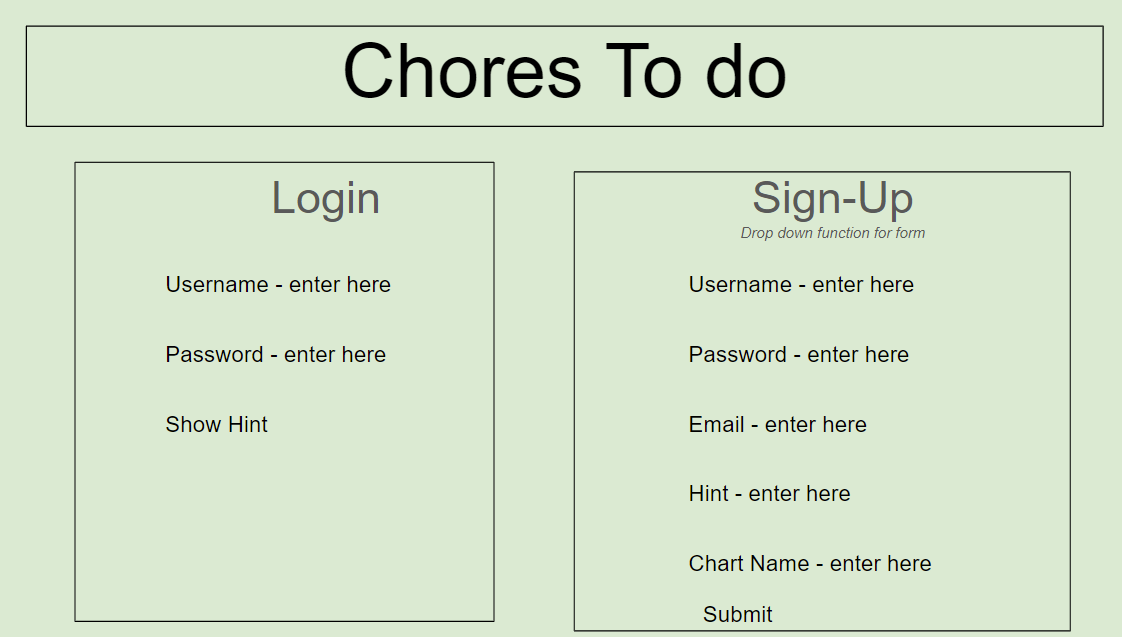 Chores To do
Login
Username - enter here
Password - enter here
Show Hint
Sign-Up
Drop down function for form
Username - enter here
Password - enter here
Email - enter here
Hint - enter here
Chart Name - enter here
Submit